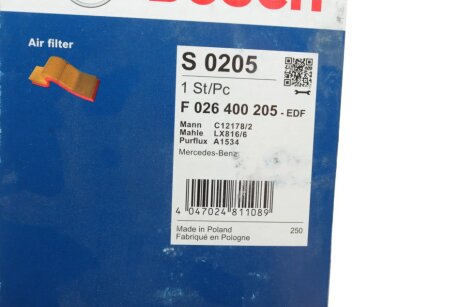 BOSCH
Air filter
S 0205
1 St/Pc
F 026 400 205 - EDF
Mann C12178/2
Mahle LX816/6
Purflux A1534
Mercedes-Benz
4 047024 811089
Made in Poland 250
Fabriqué en Pologne